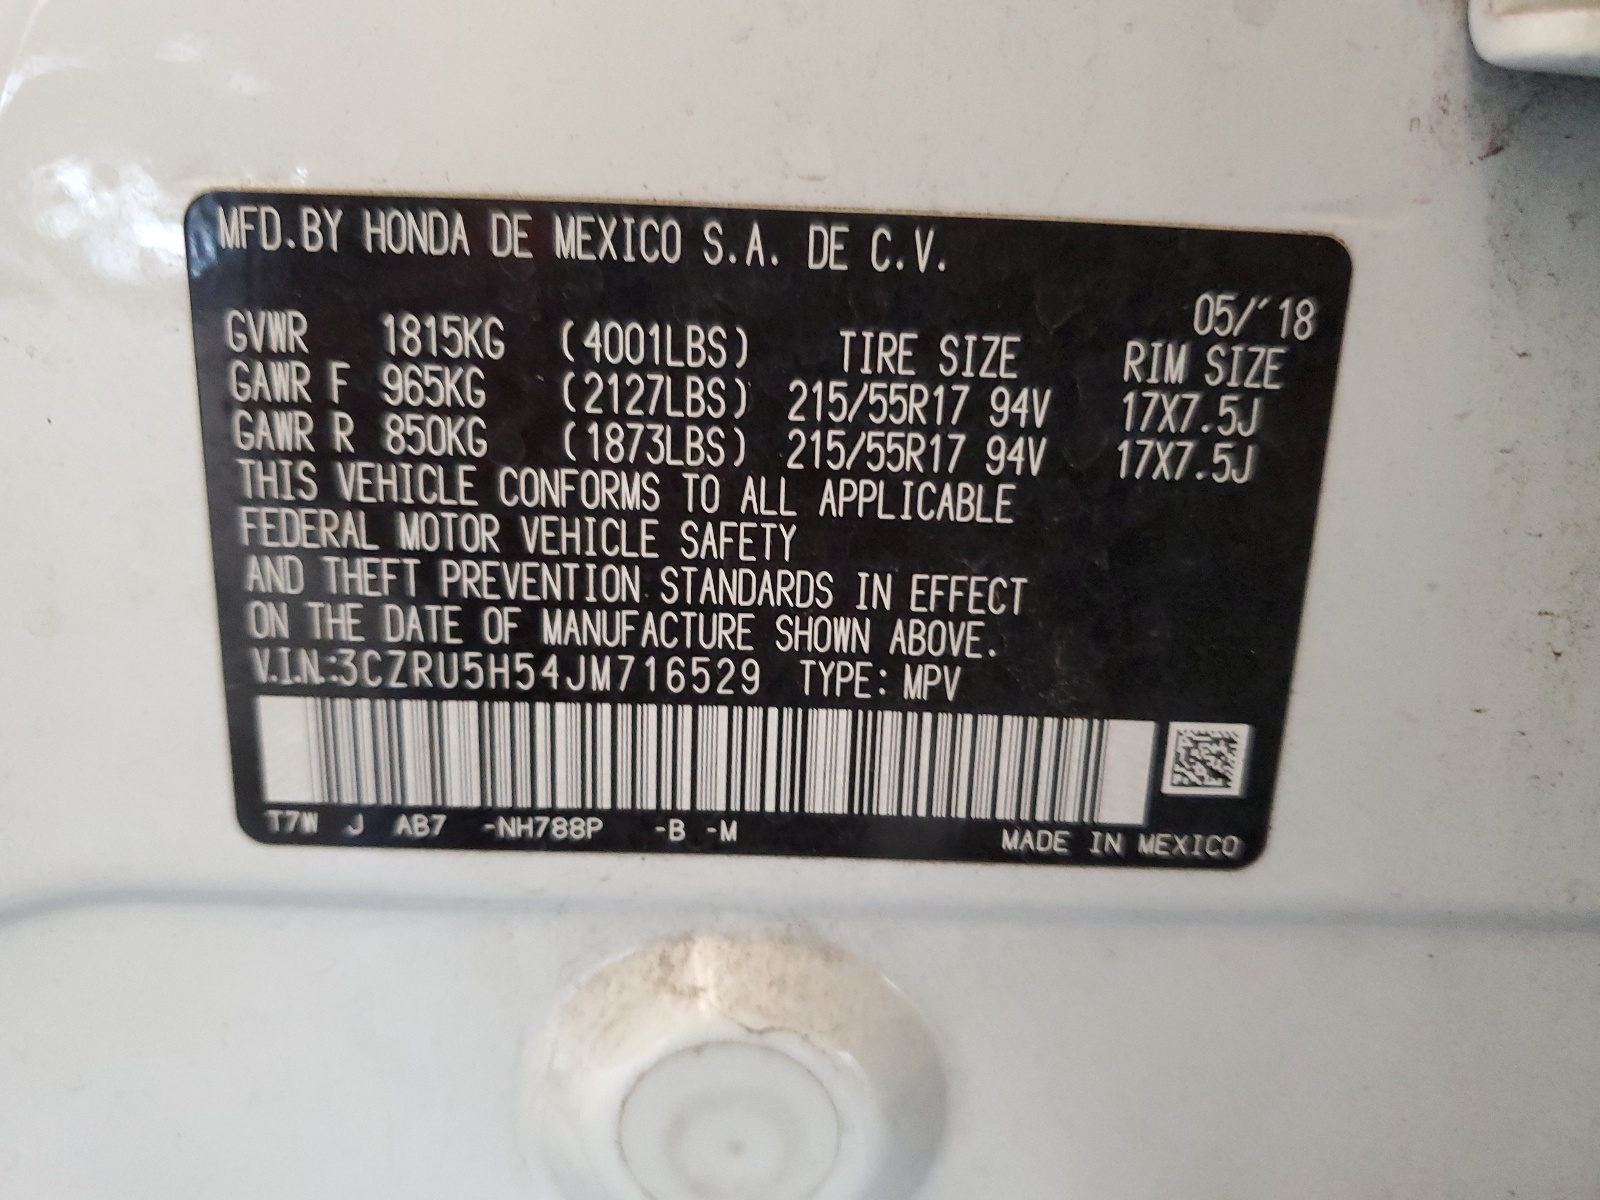 MFD.BY HONDA DE MEXICO S.A. DE C.V.
05/'18
GVWR 1815KG (4001LBS) TIRE SIZE RIM SIZE
GAWR F 965KG (2127LBS) 215/55R17 94V 17X7.5J
GAWR R 850KG (1873LBS) 215/55R17 94V 17X7.5J
THIS VEHICLE CONFORMS TO ALL APPLICABLE
FEDERAL MOTOR VEHICLE SAFETY
AND THEFT PREVENTION STANDARDS IN EFFECT
ON THE DATE OF MANUFACTURE SHOWN ABOVE.
V.I.N.:3CZRU5H54JM716529 TYPE: MPV
T7W J AB7 -NH788P -B -M MADE IN MEXICO